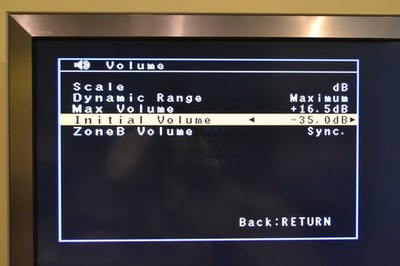 Volume
Scale dB
Dynamic Range Maximum
Max Volume +16.5dB
Initial Volume ◄ -35.0dB►
ZoneB Volume Sync.
Back:RETURN